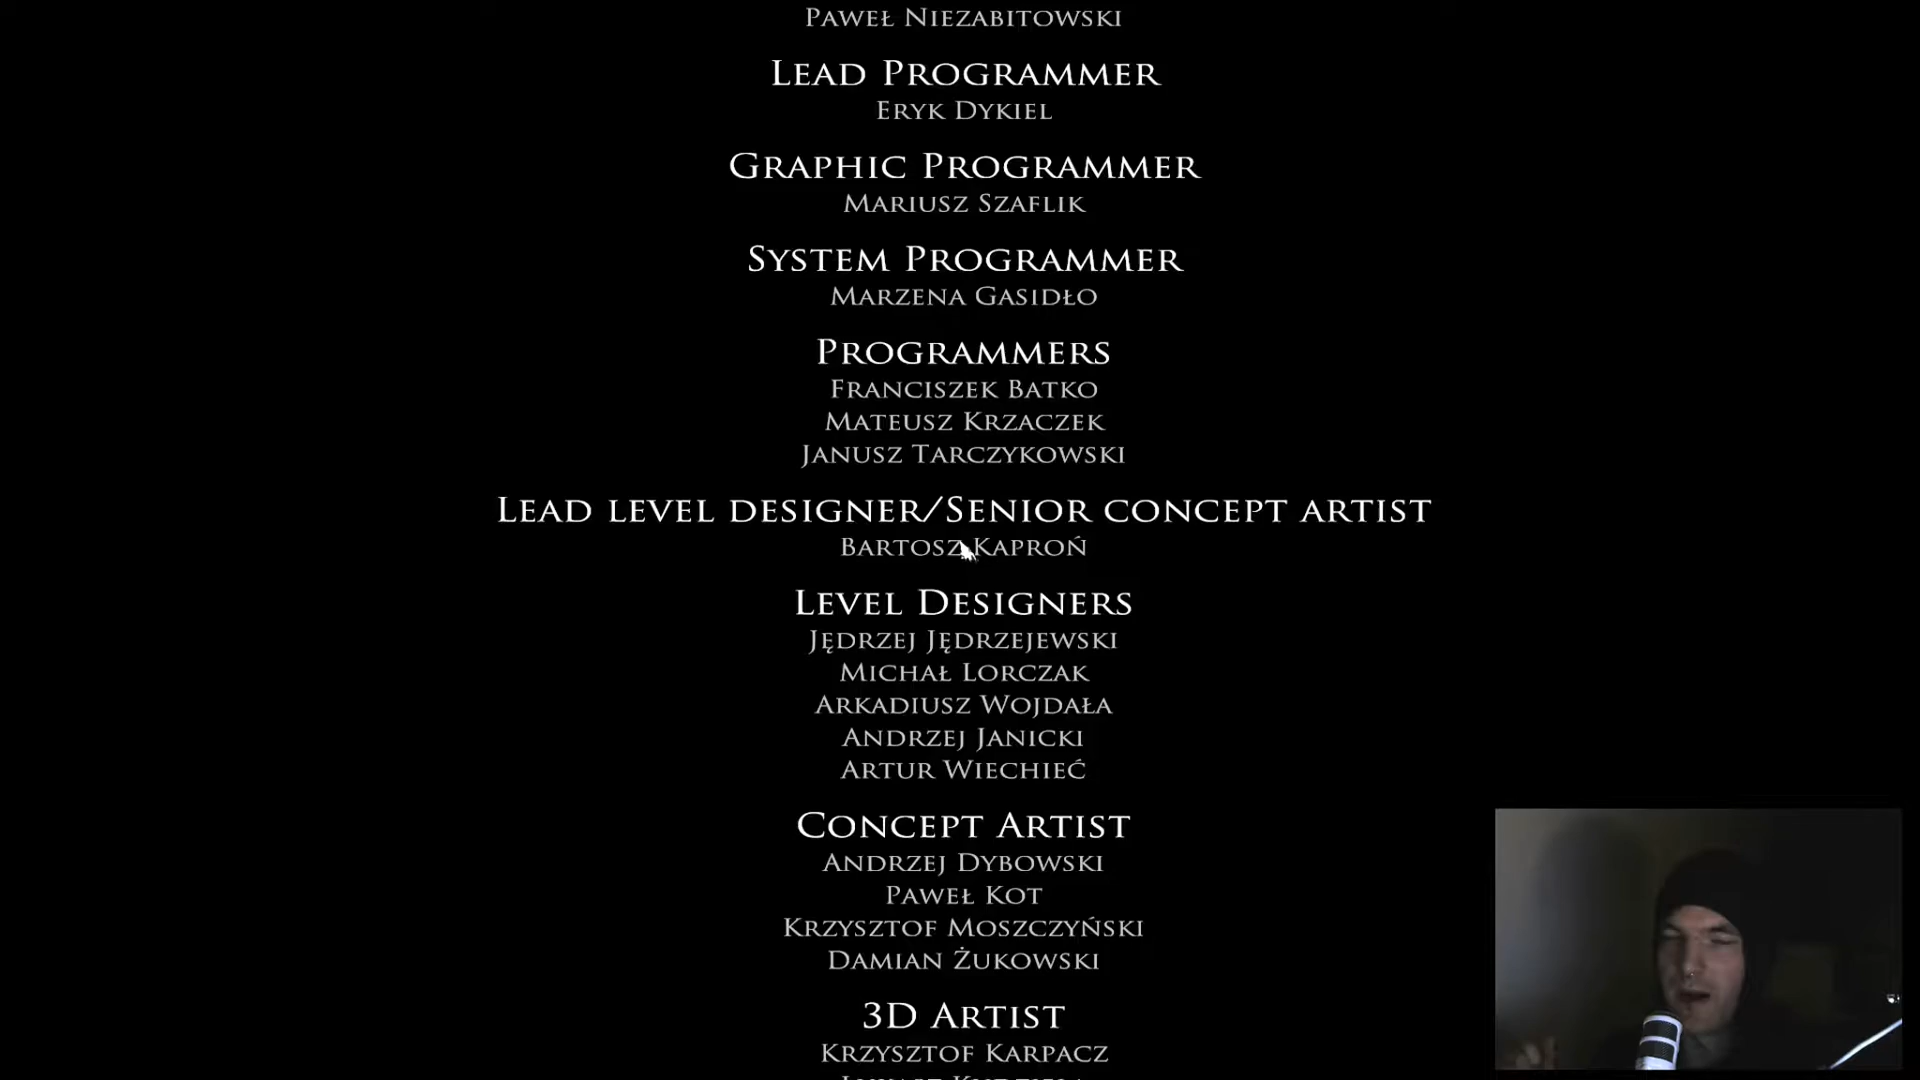 Paweł Niezabitowski
Lead Programmer
Eryk Dykiel
Graphic Programmer
Mariusz Szaflik
System Programmer
Marzena Gasidło
Programmers
Franciszek Batko
Mateusz Krzaczek
Janusz Tarczykowski
Lead level designer/Senior concept artist
Bartosz Kaproń
Level Designers
Jędrzej Jędrzejewski
Michał Lorczak
Arkadiusz Wojdała
Andrzej Janicki
Artur Wiechieć
Concept Artist
Andrzej Dybowski
Paweł Kot
Krzysztof Moszczyński
Damian Żukowski
3D Artist
Krzysztof Karpacz